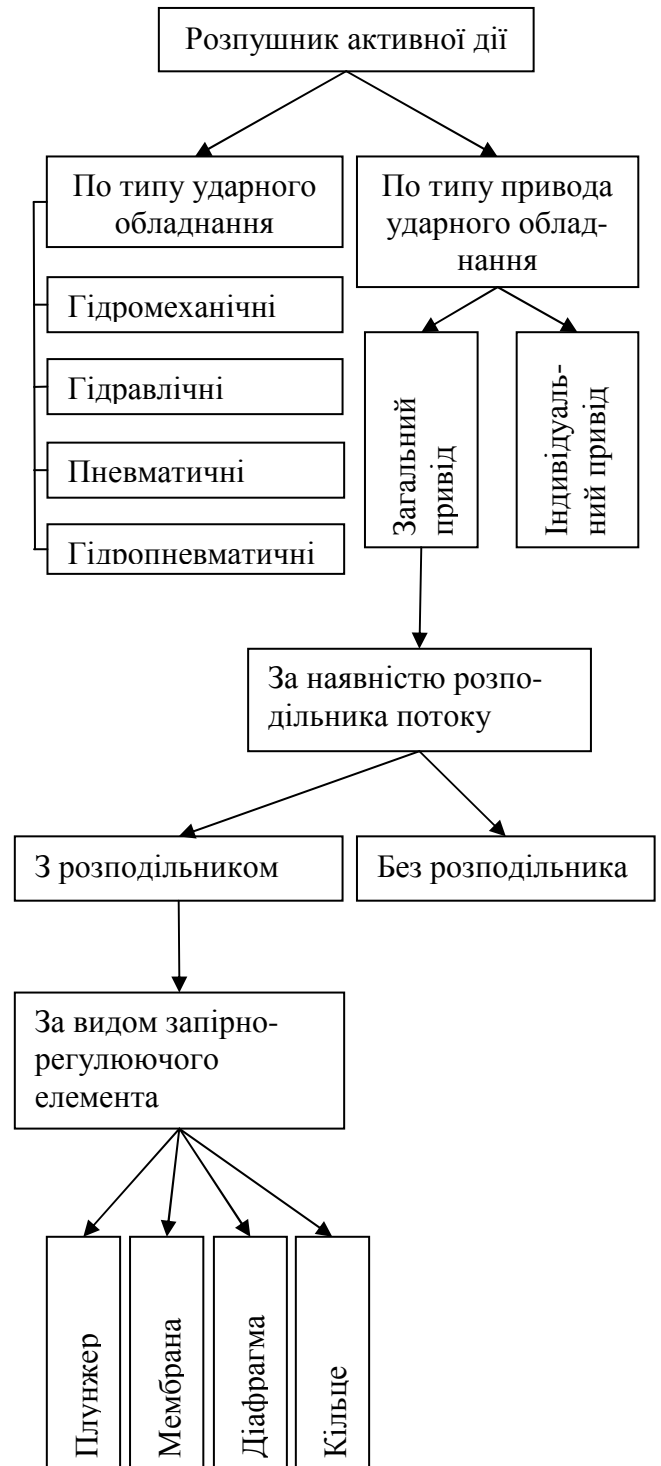 Розпушник активної дії
По типу ударного
обладнання
По типу привода
ударного облад-
нання
Гідромеханічні
Гідравлічні
Пневматичні
Гідропневматичні
Загальний
привід
Індивідуаль-
ний привід
За наявністю розпо-
дільника потоку
З розподільником
Без розподільника
За видом запірно-
регулюючого
елемента
Плунжер
Мембрана
Діафрагма
Кільце